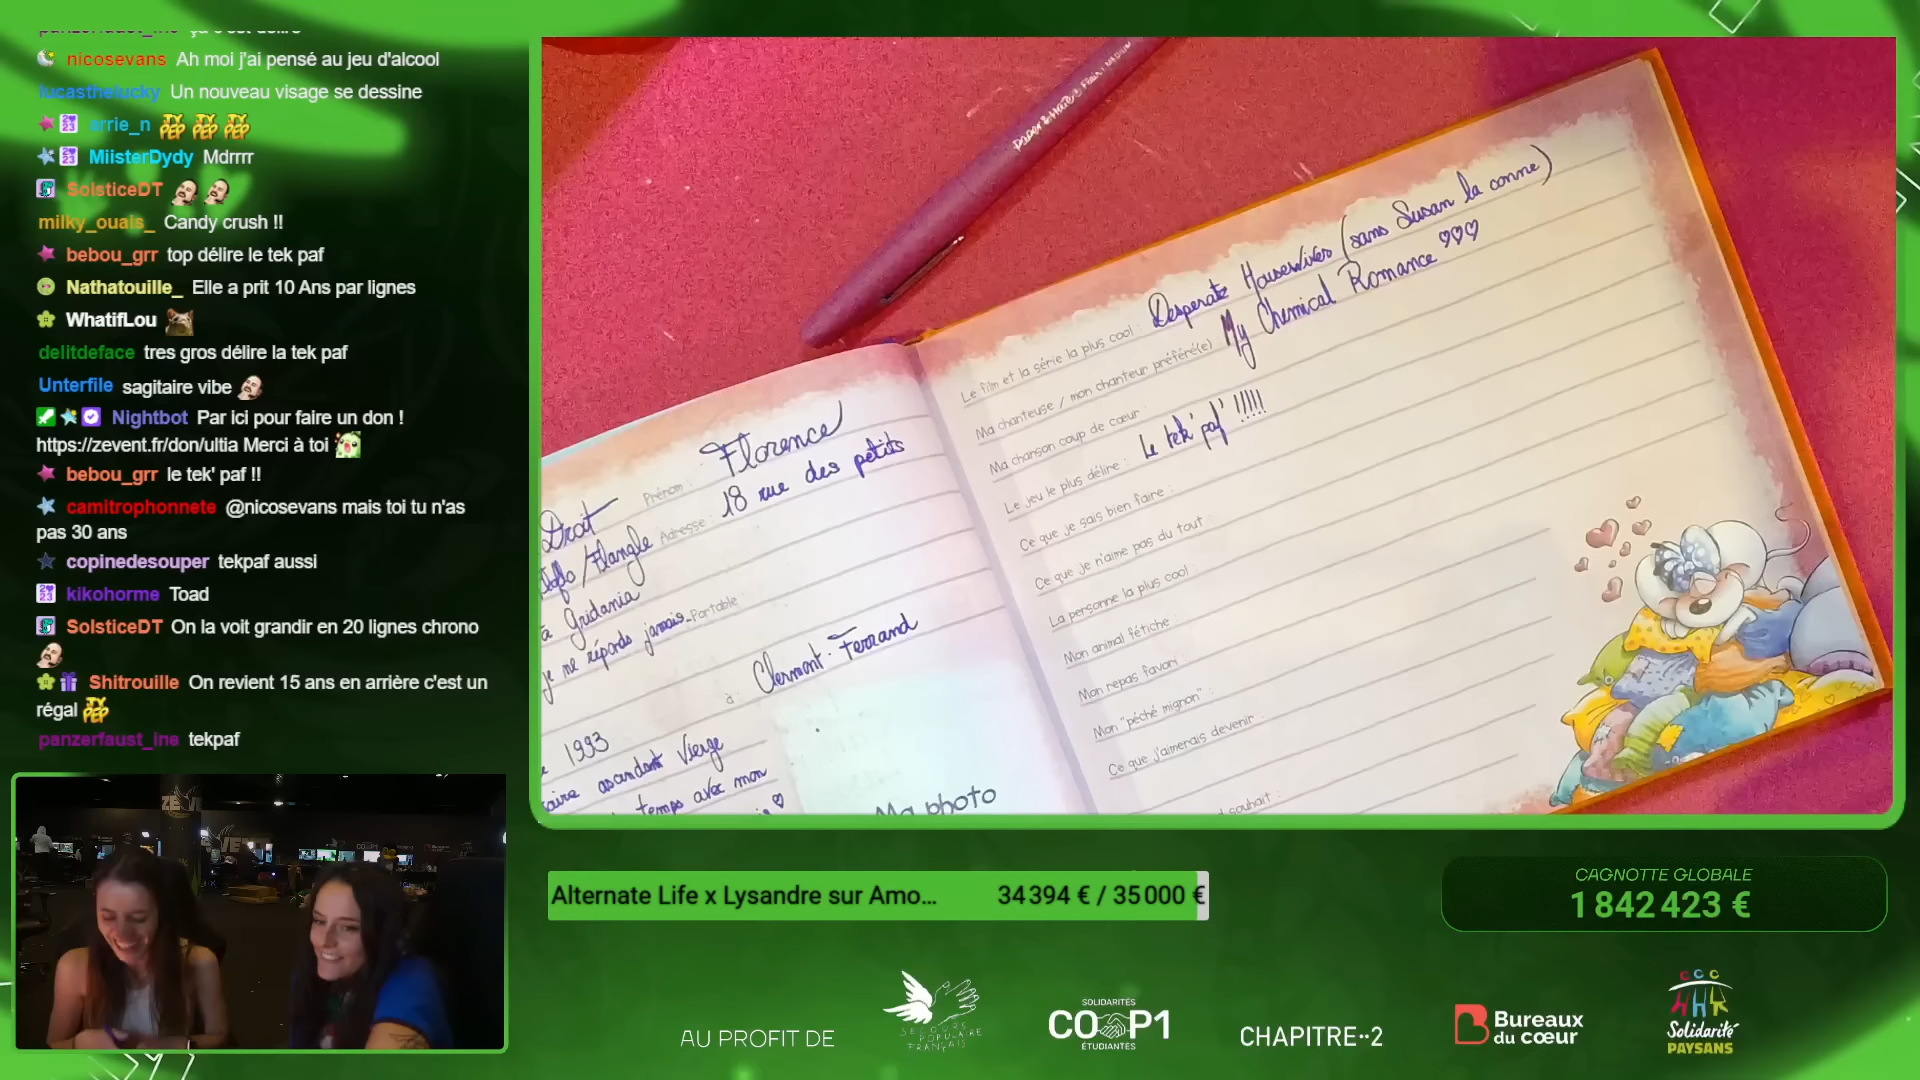 nicosevans Ah moi j'ai pensé au jeu d'alcool
lucasthelucky Un nouveau visage se dessine
arrie_n
MiisterDydy Mdrrrr
SolsticeDT
milky_ouais_ Candy crush !!
bebou_grr top délire le tek paf
Nathatouille_ Elle a prit 10 Ans par lignes
WhatifLou
delitdeface tres gros délire la tek paf
Unterfile sagitaire vibe
Nightbot Par ici pour faire un don !
https://zevent.fr/don/ultia Merci à toi
bebou_grr le tek' paf !!
camitrophonnete @nicosevans mais toi tu n'as
pas 30 ans
copinedesouper tekpaf aussi
kikohorme Toad
SolsticeDT On la voit grandir en 20 lignes chrono
Shitrouille On revient 15 ans en arrière c'est un
régal
panzerfaust_ine tekpaf
Droit
Prénom : Florence
Adresse : 18 rue des petits
à Gridania
je ne réponds jamais Portable :
à : Clermont-Ferrand
1993
ascendant Vierge
temps avec mon
Ma photo
Le film et la série la plus cool : Desperate Housewives (sans Susan la conne)
Ma chanteuse / mon chanteur préféré(e) My Chemical Romance ♡♡♡
Ma chanson coup de cœur :
Le jeu le plus délire : Le tek' paf' !!!!!
Ce que je sais bien faire :
Ce que je n'aime pas du tout :
La personne la plus cool :
Mon animal fétiche :
Mon repas favori :
Mon "péché mignon" :
Ce que j'aimerais devenir :
souhait :
Alternate Life x Lysandre sur Amo... 34 394 € / 35 000 €
CAGNOTTE GLOBALE
1 842 423 €
AU PROFIT DE
SECOURS
POPULAIRE
FRANÇAIS
SOLIDARITÉS
CO P1
ÉTUDIANTES
CHAPITRE··2
Bureaux
du cœur
Solidarité
PAYSANS